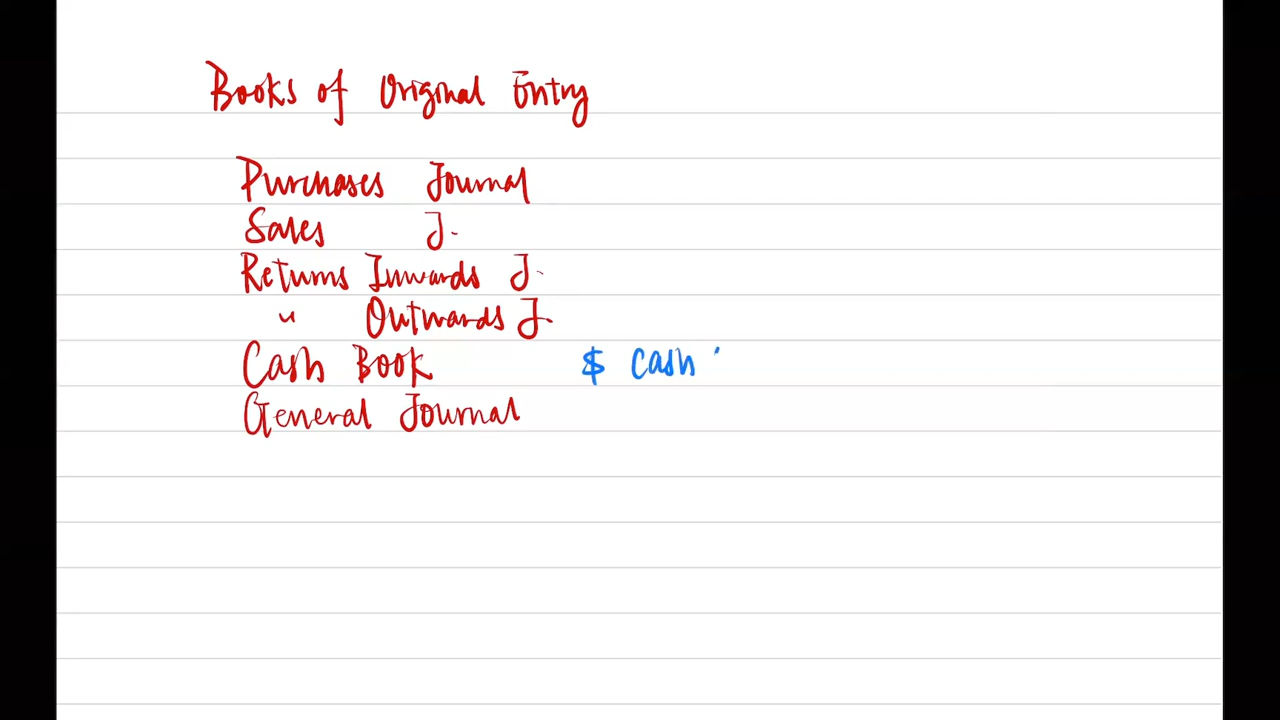 Books of Original Entry
Purchases Journal
Sales J.
Returns Inwards J.
" Outwards J.
Cash Book $ Cash '
General Journal